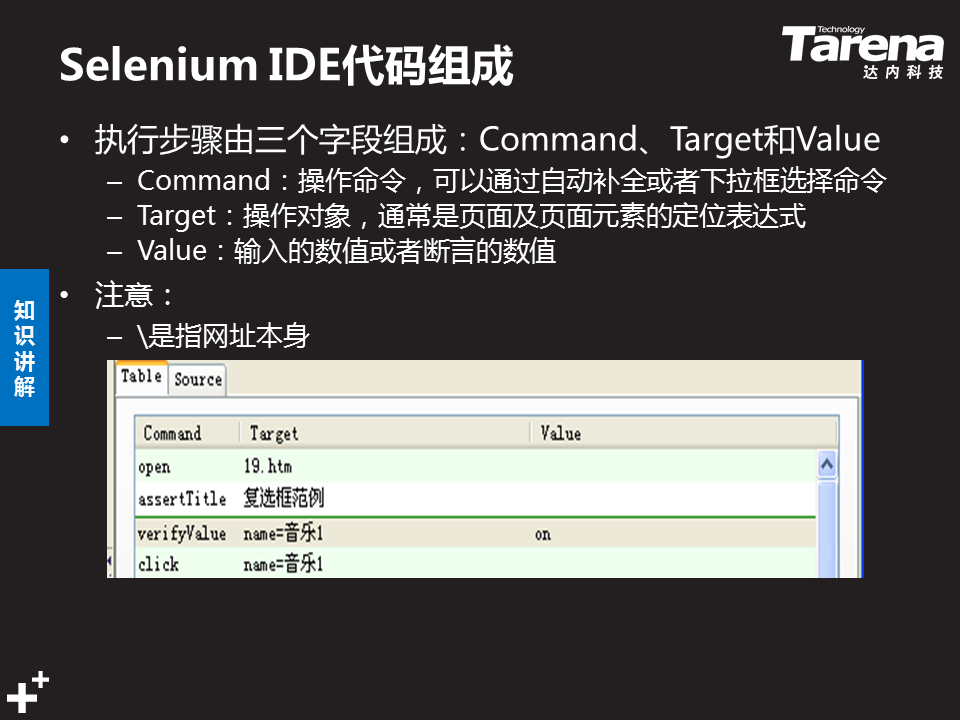 Selenium IDE代码组成
Technology
Tarena
达内科技
• 执行步骤由三个字段组成：Command、Target和Value
– Command：操作命令，可以通过自动补全或者下拉框选择命令
– Target：操作对象，通常是页面及页面元素的定位表达式
– Value：输入的数值或者断言的数值
• 注意：
– \是指网址本身
知识讲解
Table Source
Command Target Value
open 19.htm
assertTitle 复选框范例
verifyValue name=音乐1 on
click name=音乐1